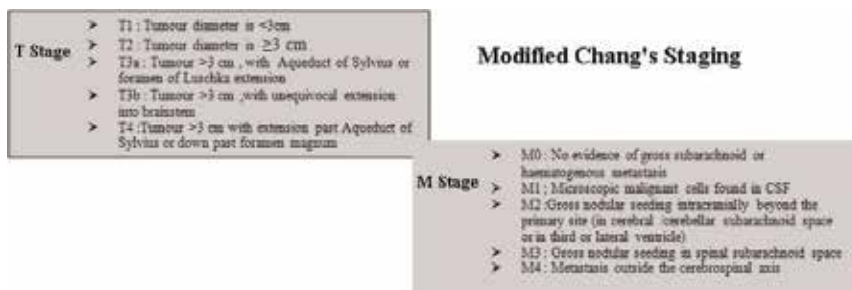 T Stage
➤ T1 : Tumour diameter is <3cm
➤ T2 : Tumour diameter is ≥3 cm
➤ T3a : Tumour >3 cm , with Aqueduct of Sylvius or
foramen of Luschka extension
➤ T3b : Tumour >3 cm ,with unequivocal extension
into brainstem
➤ T4 :Tumour >3 cm with extension past Aqueduct of
Sylvius or down past foramen magnum
Modified Chang's Staging
M Stage
➤ M0 : No evidence of gross subarachnoid or
haematogenous metastasis
➤ M1 ; Microscopic malignant cells found in CSF
➤ M2 :Gross nodular seeding intracranially beyond the
primary site (in cerebral /cerebellar subarachnoid space
or in third or lateral ventricle)
➤ M3 : Gross nodular seeding in spinal subarachnoid space
➤ M4 : Metastasis outside the cerebrospinal axis